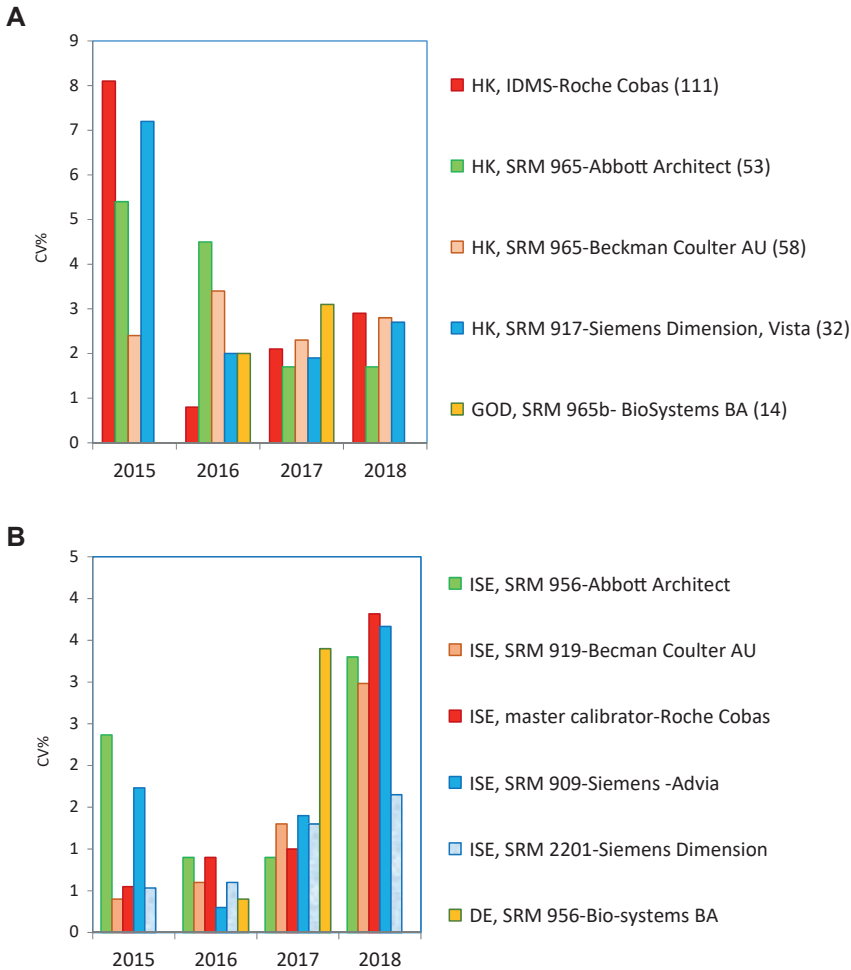 A
9
8
7
6
5
4
3
2
1
0
CV%
2015 2016 2017 2018
HK, IDMS-Roche Cobas (111)
HK, SRM 965-Abbott Architect (53)
HK, SRM 965-Beckman Coulter AU (58)
HK, SRM 917-Siemens Dimension, Vista (32)
GOD, SRM 965b- BioSystems BA (14)
B
5
4
4
3
3
2
2
1
1
0
CV%
2015 2016 2017 2018
ISE, SRM 956-Abbott Architect
ISE, SRM 919-Becman Coulter AU
ISE, master calibrator-Roche Cobas
ISE, SRM 909-Siemens -Advia
ISE, SRM 2201-Siemens Dimension
DE, SRM 956-Bio-systems BA